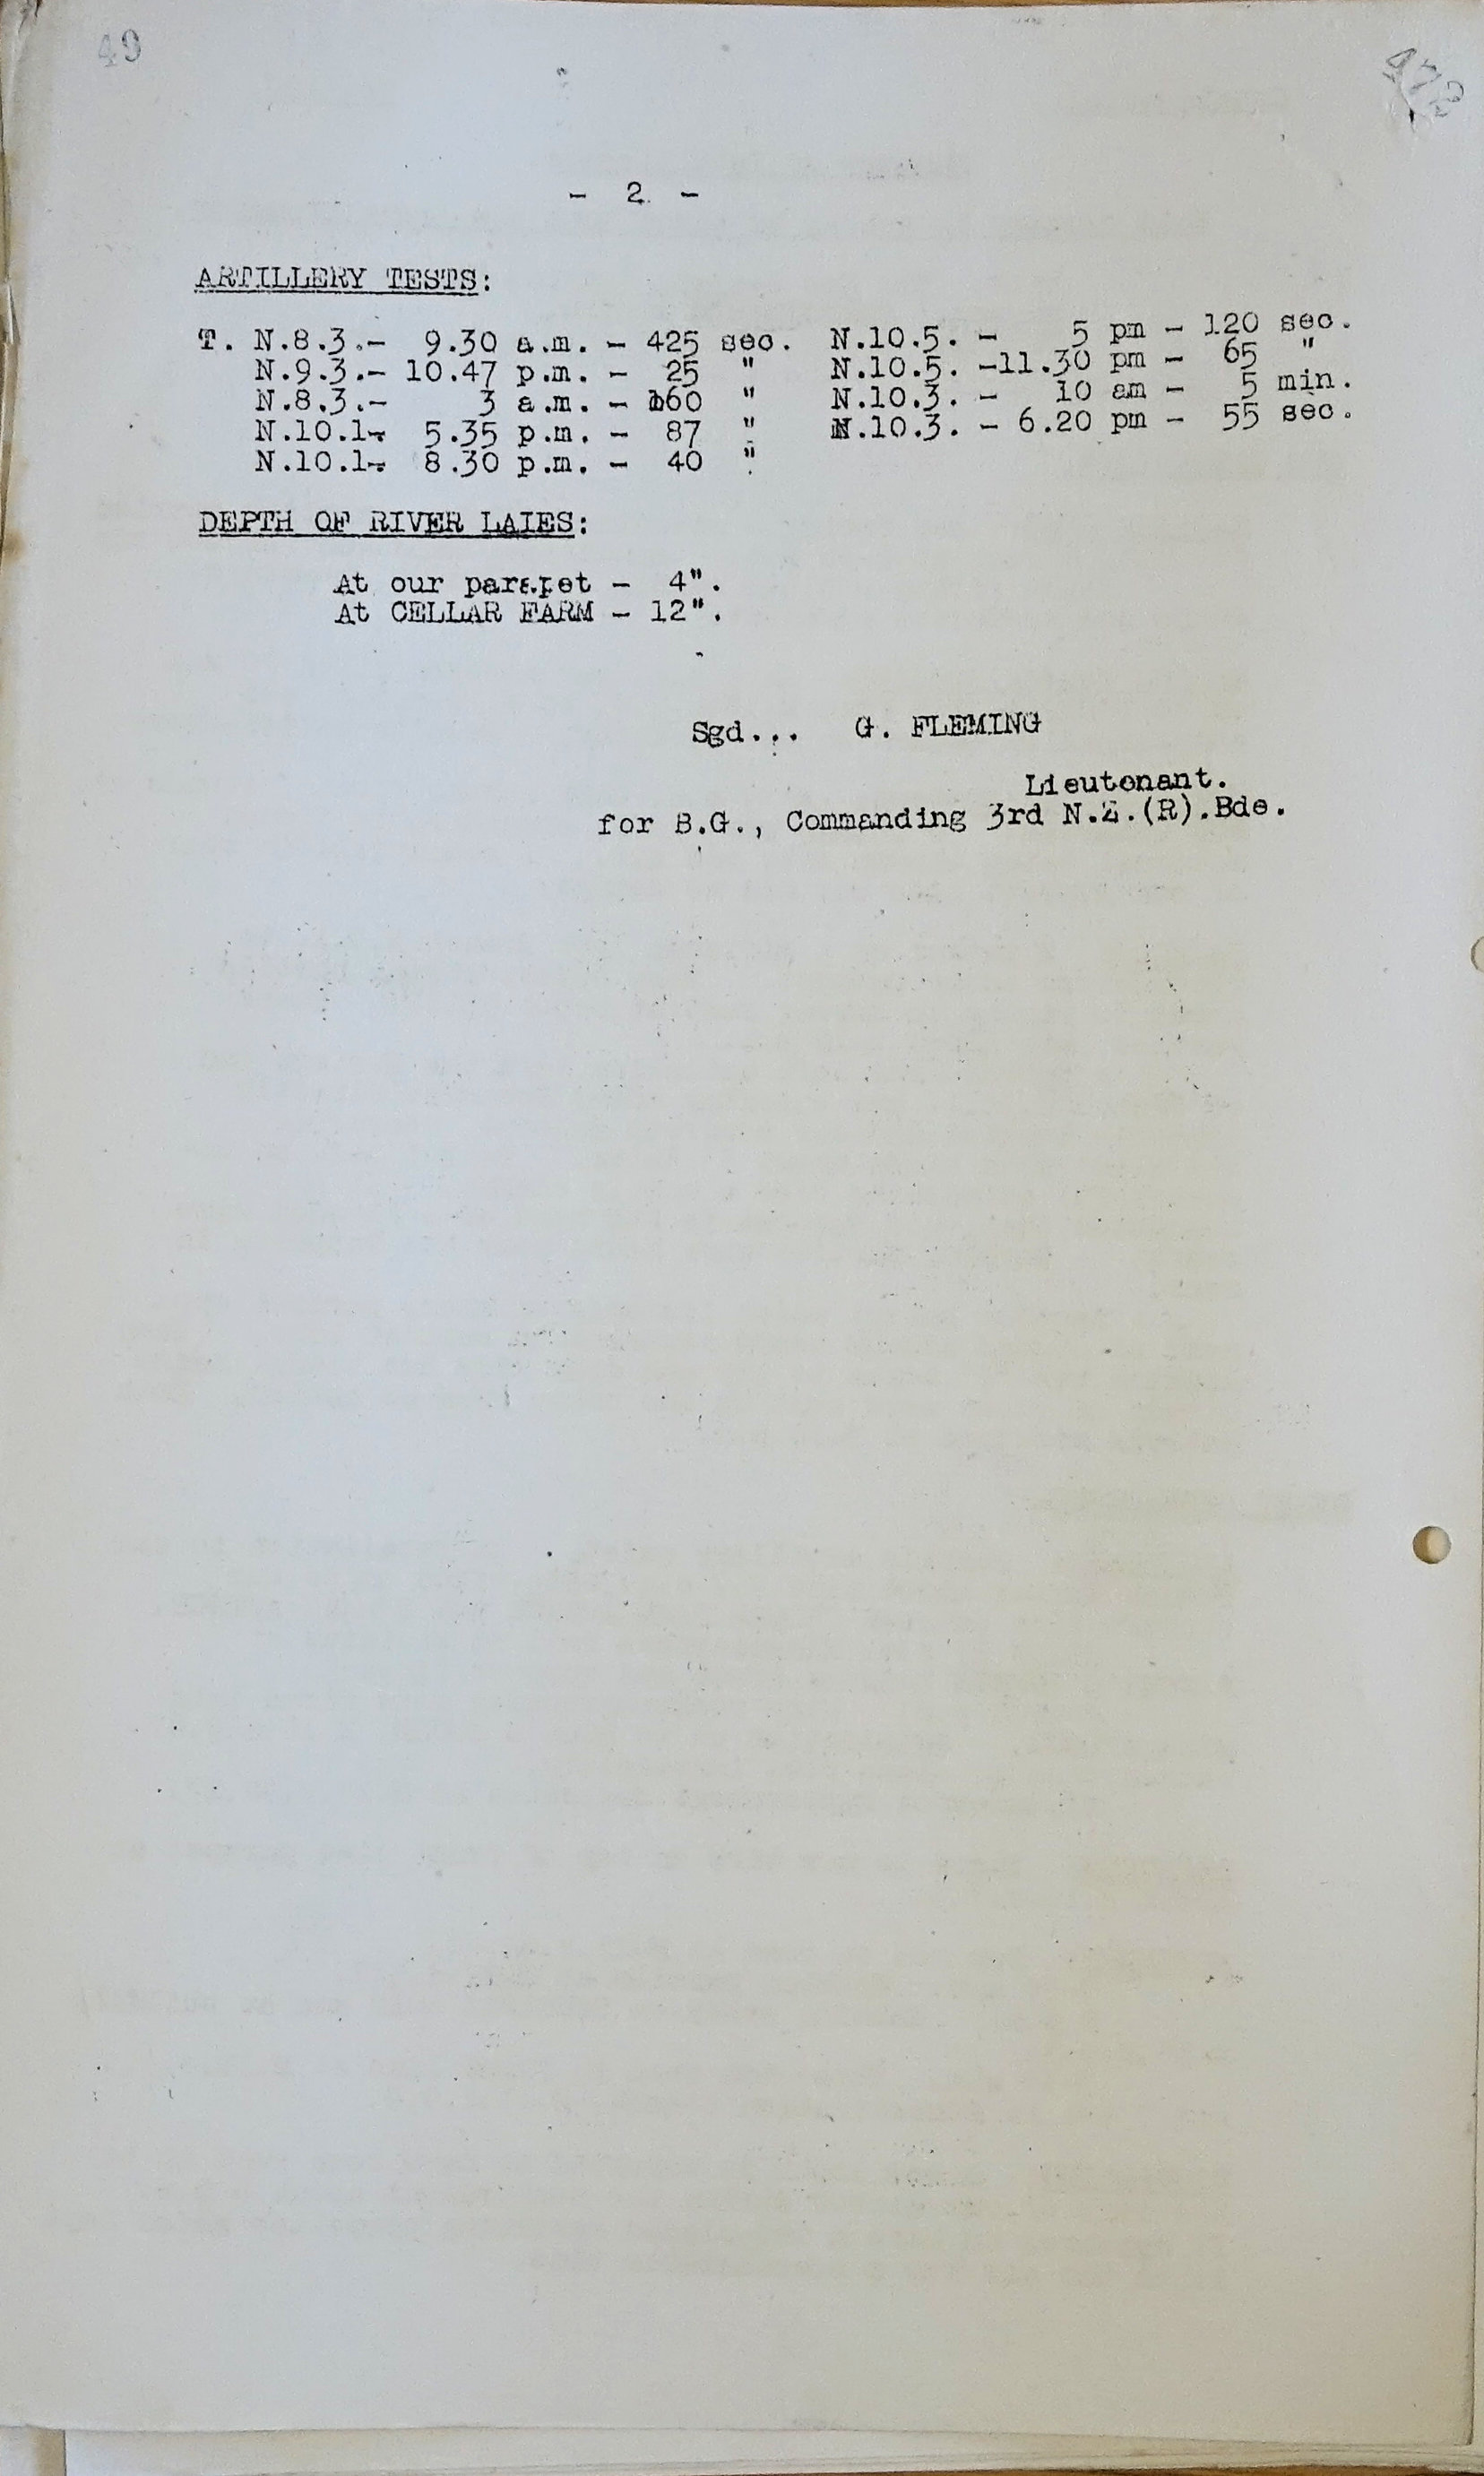 49
472
- 2. -
ARTILLERY TESTS:
T. N.8.3.- 9.30 a.m. - 425 sec. N.10.5. - 5 pm - 120 sec.
N.9.3.- 10.47 p.m. - 25 " N.10.5. -11.30 pm - 65 "
N.8.3.- 3 a.m. - 160 " N.10.3. - 10 am - 5 min.
N.10.1- 5.35 p.m. - 87 " N.10.3. - 6.20 pm - 55 sec.
N.10.1- 8.30 p.m. - 40 "
DEPTH OF RIVER LAIES:
At our parapet - 4".
At CELLAR FARM - 12".
Sgd... G. FLEMING
Lieutenant.
for B.G., Commanding 3rd N.Z.(R).Bde.